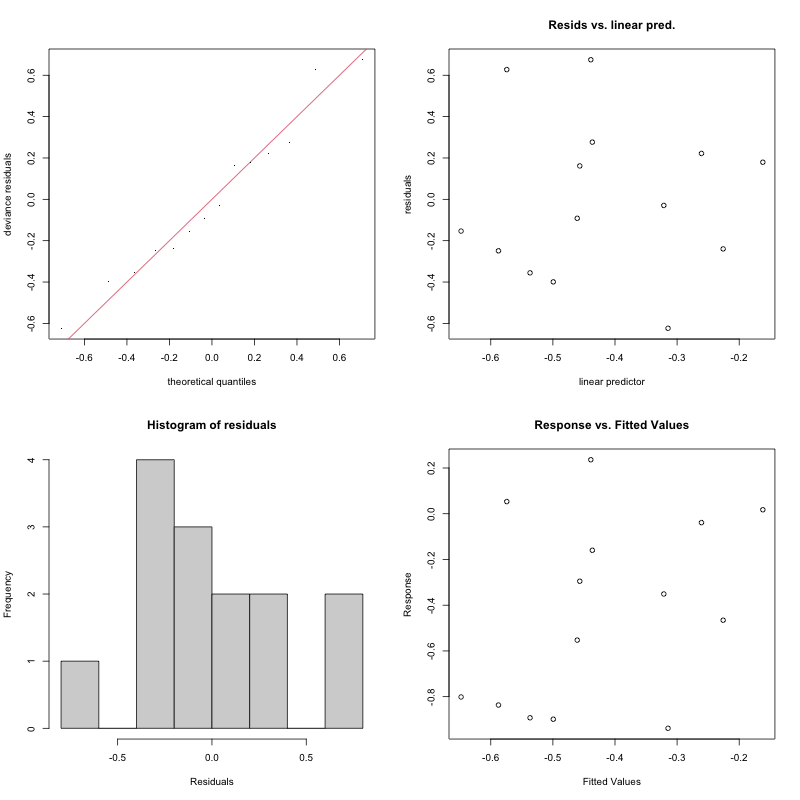 deviance residuals
0.6
0.4
0.2
0.0
-0.2
-0.4
-0.6
-0.6 -0.4 -0.2 0.0 0.2 0.4 0.6
theoretical quantiles
Resids vs. linear pred.
residuals
0.6
0.4
0.2
0.0
-0.2
-0.4
-0.6
-0.6 -0.5 -0.4 -0.3 -0.2
linear predictor
Histogram of residuals
Frequency
4
3
2
1
0
-0.5 0.0 0.5
Residuals
Response vs. Fitted Values
Response
0.2
0.0
-0.2
-0.4
-0.6
-0.8
-0.6 -0.5 -0.4 -0.3 -0.2
Fitted Values